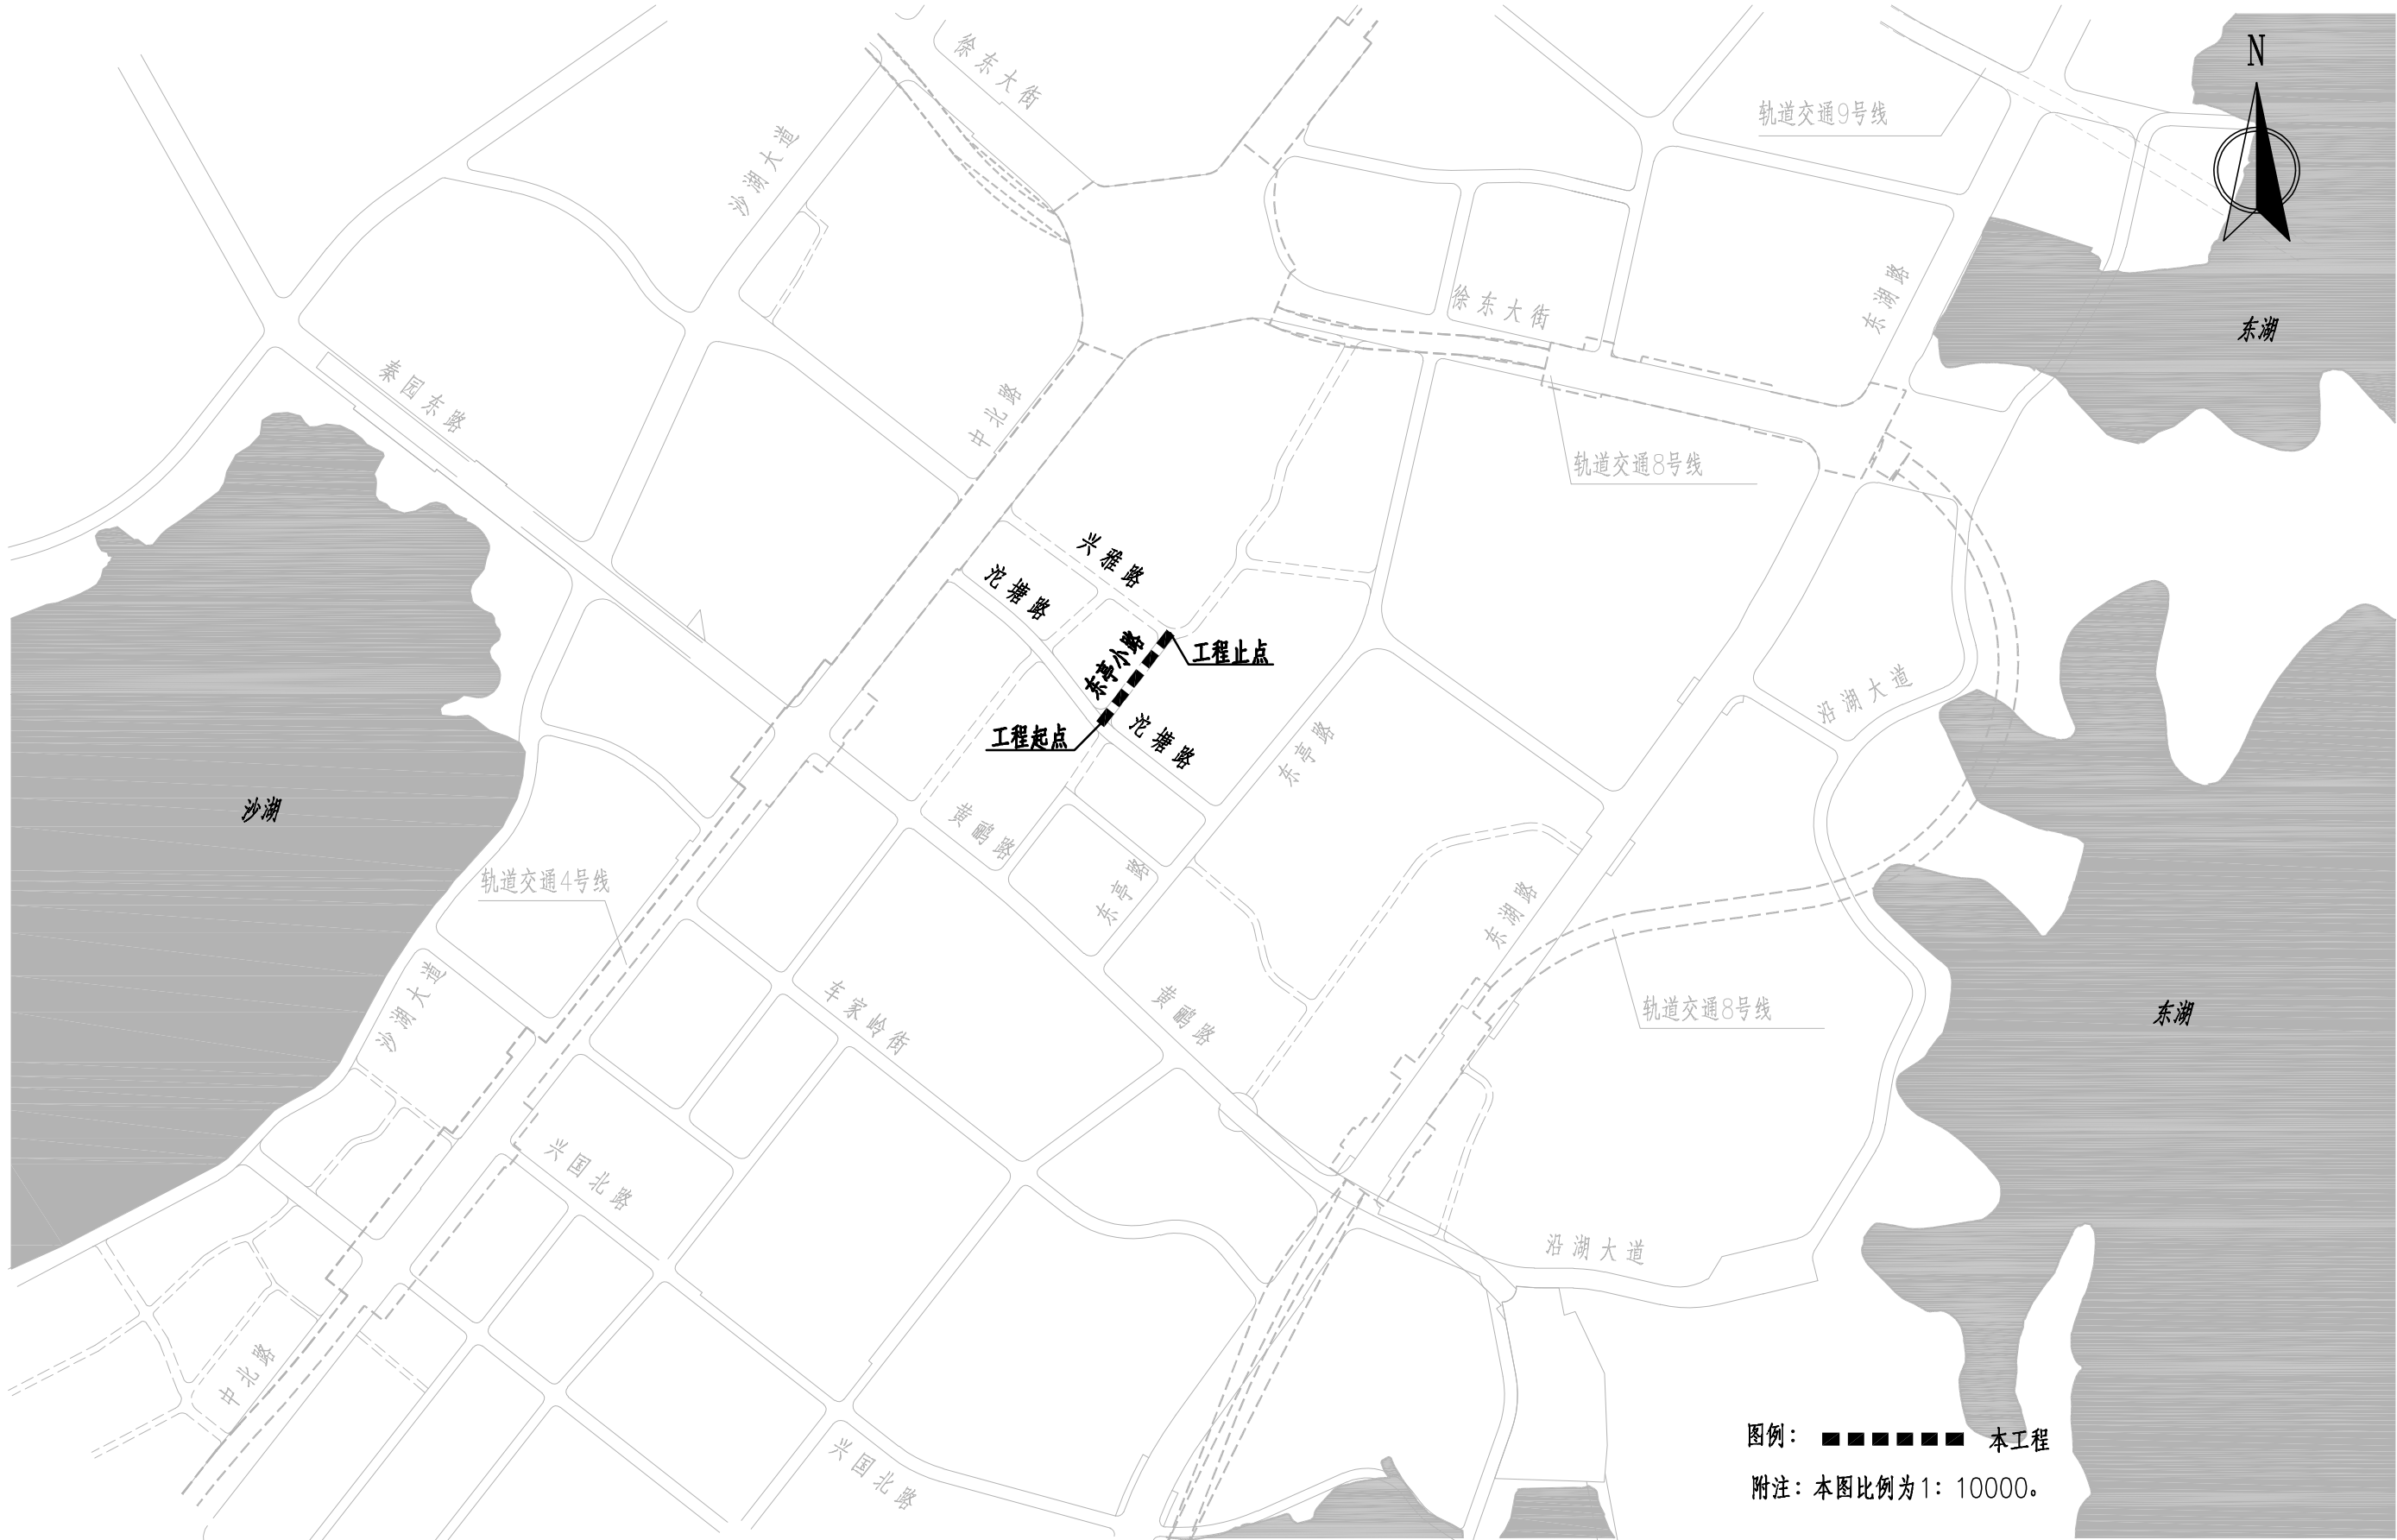 徐东大街
N
轨道交通9号线
沙湖大道
东湖路
徐东大街
东湖
秦园东路
中北路
轨道交通8号线
兴雅路
沱塘路
东亭小路
工程止点
沿湖大道
工程起点
沱塘路
东亭路
沙湖
黄鹂路
轨道交通4号线
东亭路
东湖路
沙湖大道
车家岭街
黄鹂路
轨道交通8号线
东湖
兴国北路
沿湖大道
中北路
图例：
本工程
兴国北路
附注：本图比例为1：10000。